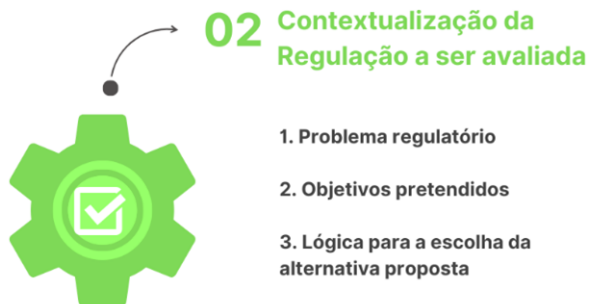 02
Contextualização da
Regulação a ser avaliada
1. Problema regulatório
2. Objetivos pretendidos
3. Lógica para a escolha da
alternativa proposta